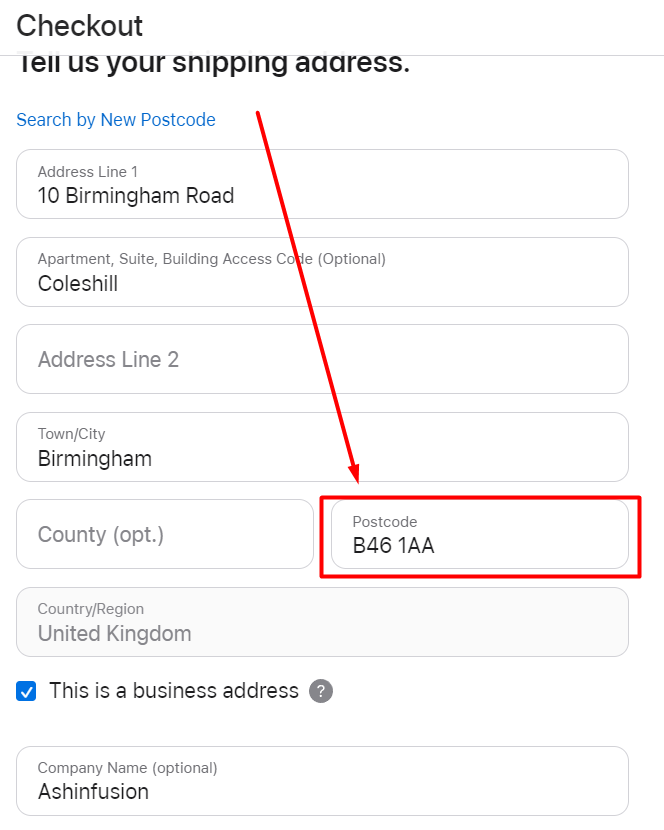 Checkout
Tell us your shipping address.
Search by New Postcode
Address Line 1
10 Birmingham Road
Apartment, Suite, Building Access Code (Optional)
Coleshill
Address Line 2
Town/City
Birmingham
County (opt.)
Postcode
B46 1AA
Country/Region
United Kingdom
This is a business address ?
Company Name (optional)
Ashinfusion